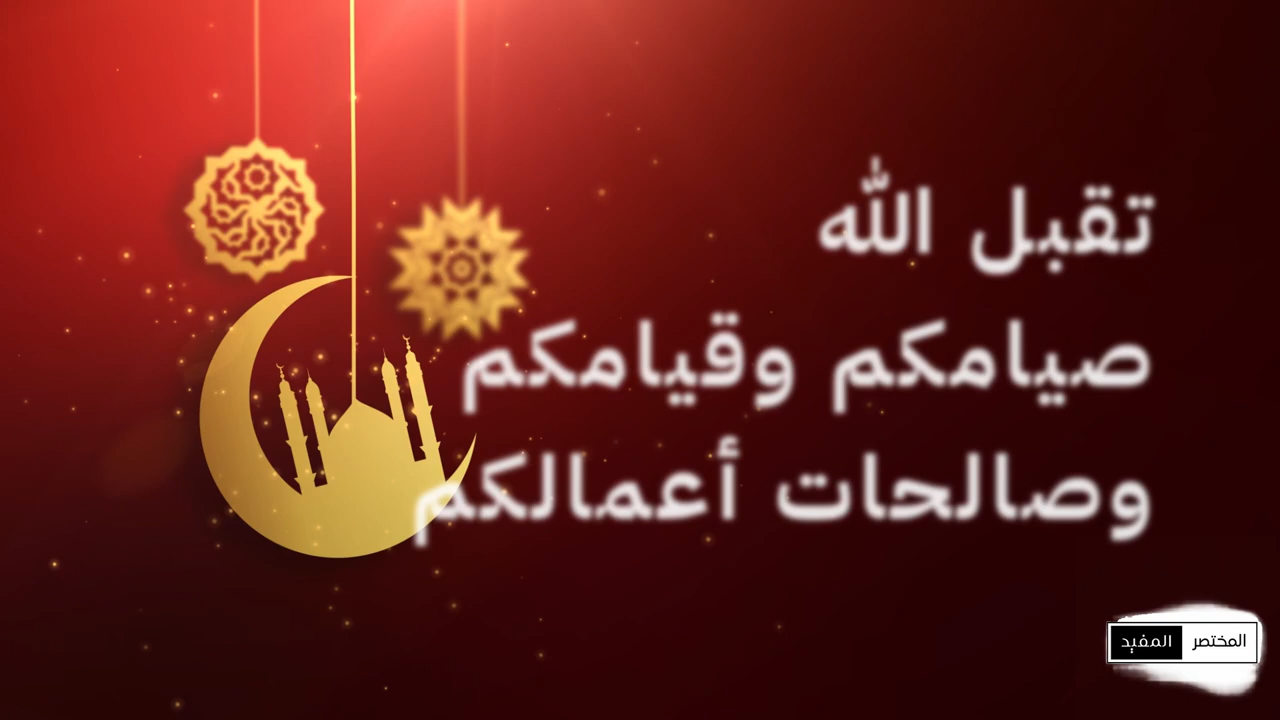 تقبل الله
صيامكم وقيامكم
وصالحات أعمالكم
المختصر المفيد